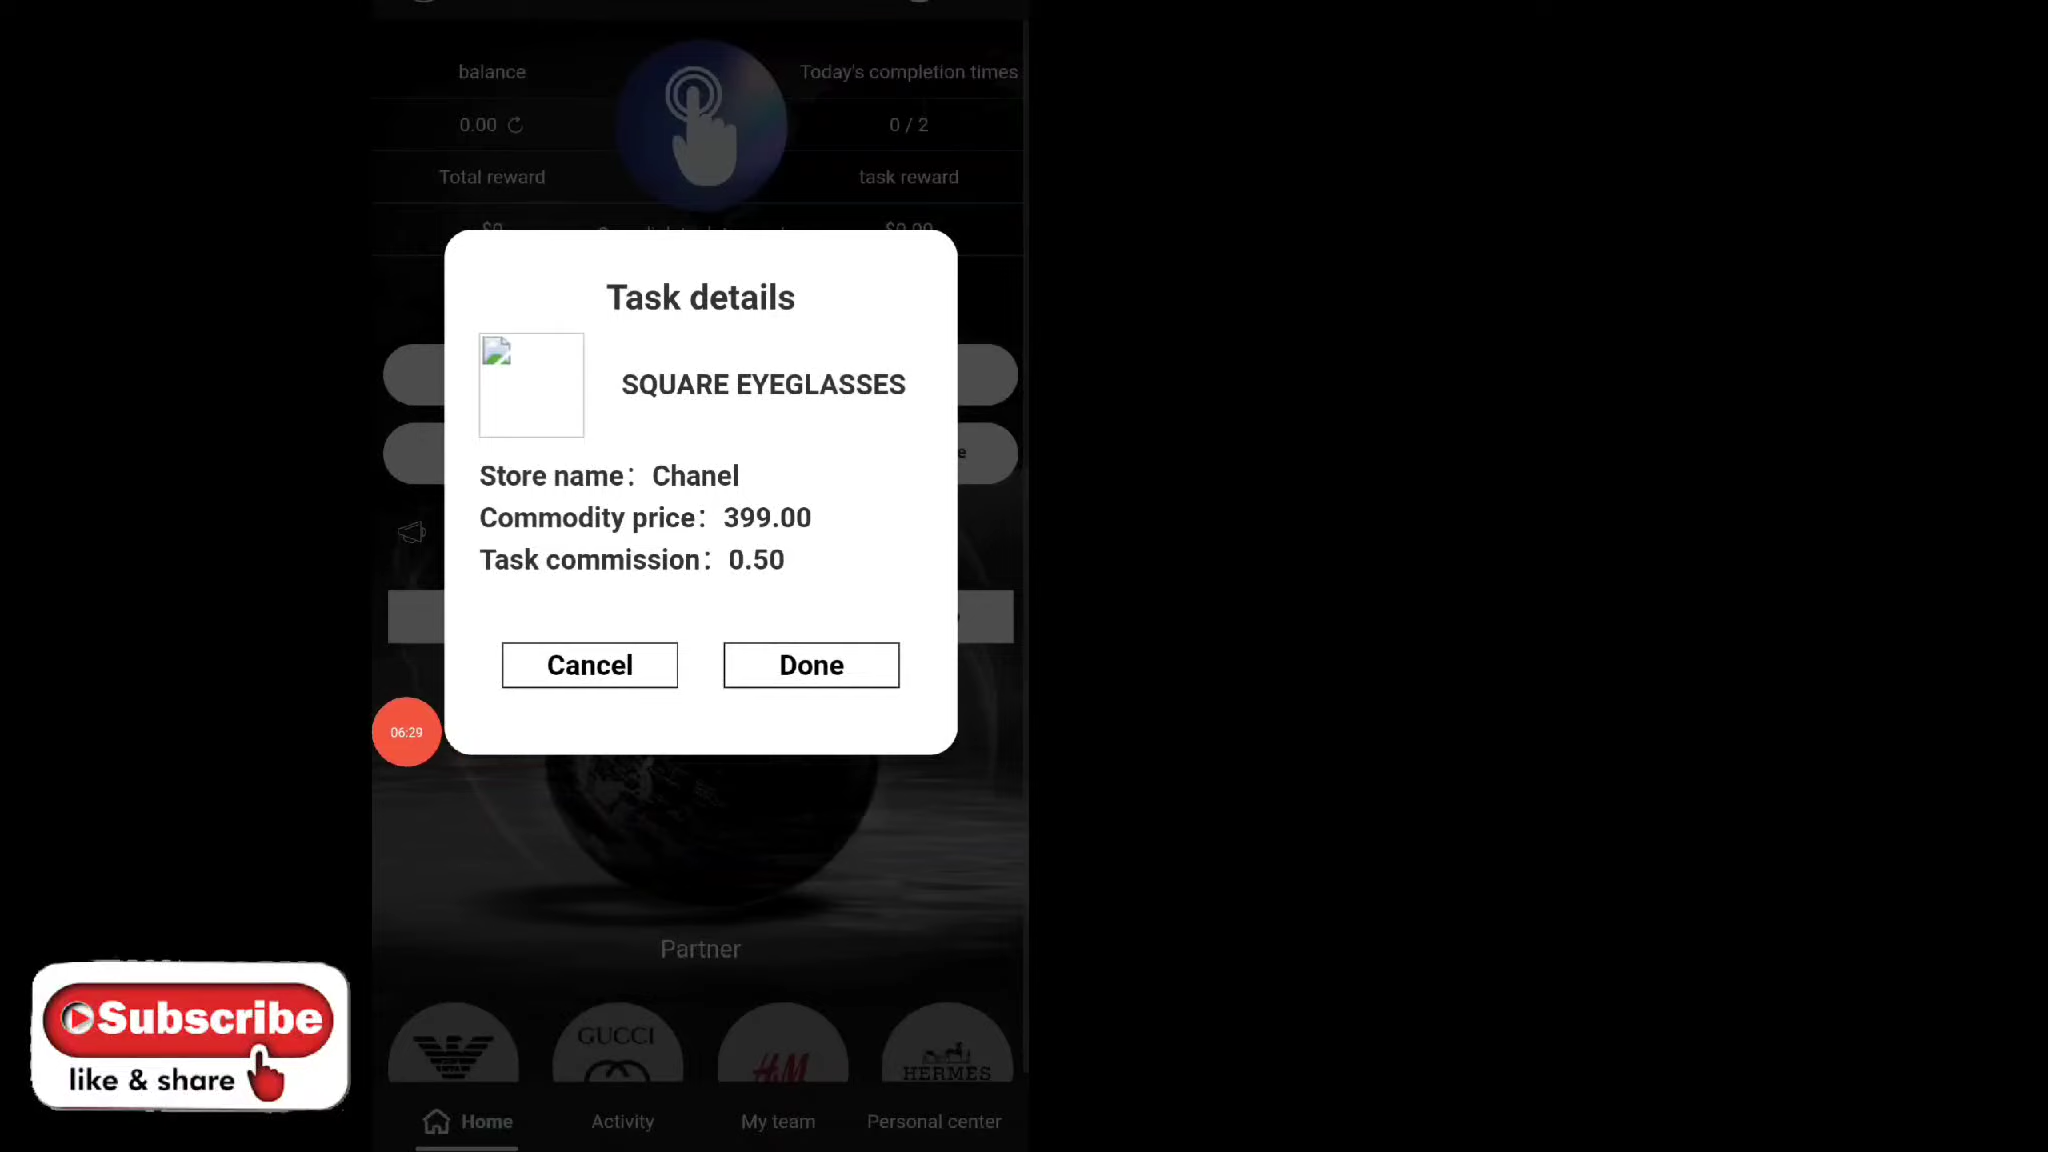 balance
Today's completion times
0.00
0 / 2
Total reward
task reward
Task details
SQUARE EYEGLASSES
Store name： Chanel
Commodity price： 399.00
Task commission： 0.50
Cancel
Done
06:29
Partner
GUCCI
H&M
HERMES
Subscribe
like & share
Home
Activity
My team
Personal center